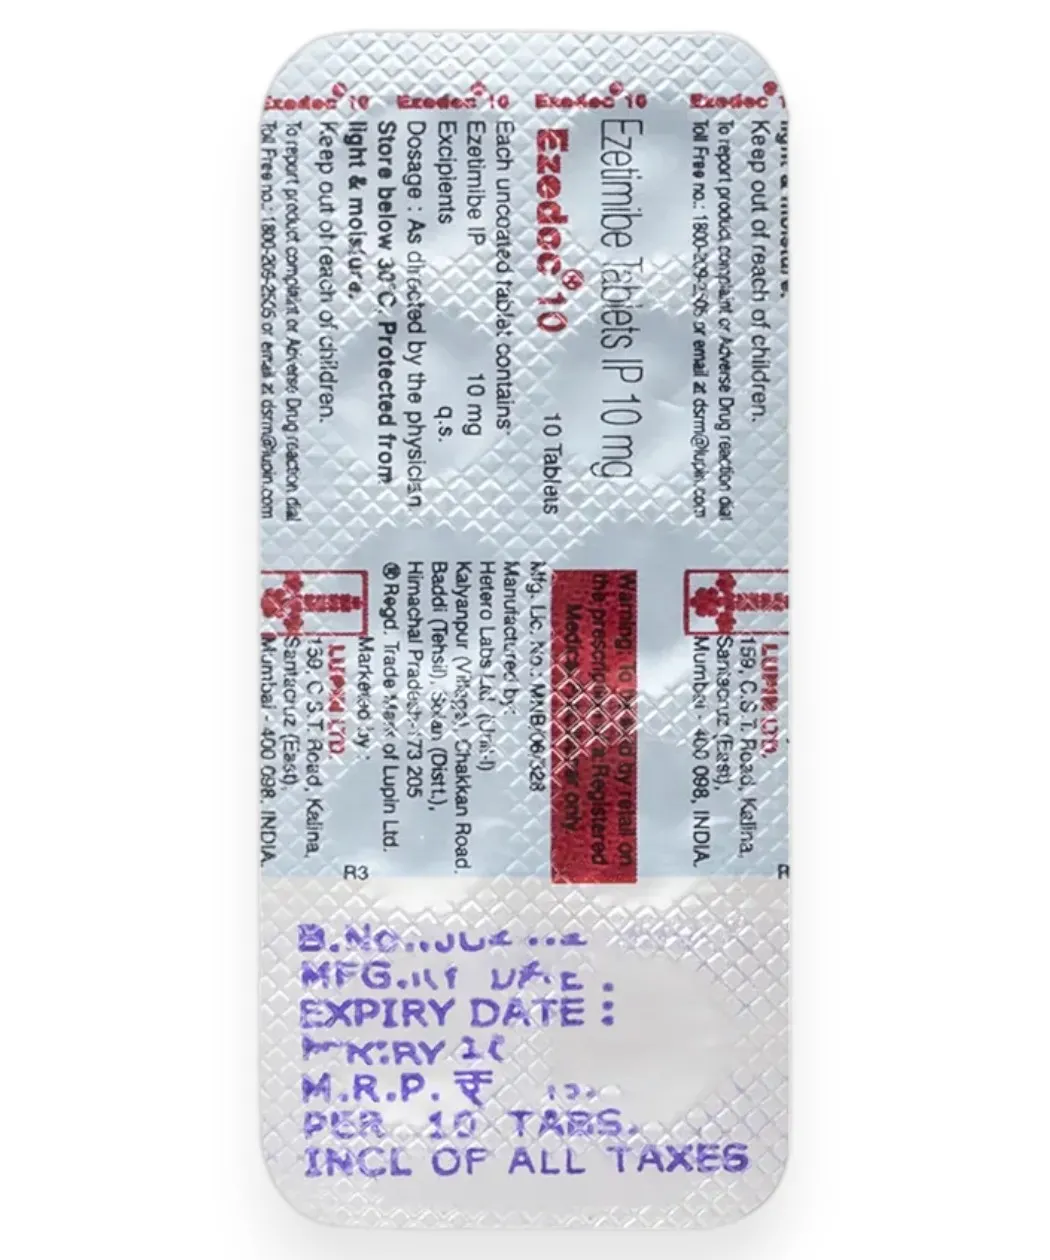 Ezedoc® 10 Ezedoc® 10 Ezedoc® 10 Ezedoc®
Keep out of reach of children.
To report product complaint or Adverse Drug reaction dial
Toll Free no.: 1800-209-2505 or email at dsrm@lupin.com
Ezetimibe Tablets IP 10 mg
Ezedoc® 10
10 Tablets
Each uncoated tablet contains:
Ezetimibe IP 10 mg
Excipients q.s.
Dosage : As directed by the physician
Store below 30°C. Protected from
light & moisture.
Keep out of reach of children.
To report product complaint or Adverse Drug reaction dial
Toll Free no.: 1800-209-2505 or email at dsrm@lupin.com
LUPIN LTD.
159, C.S.T. Road, Kalina,
Santacruz (East),
Mumbai - 400 098, INDIA.
Warning: To be sold by retail on
the prescription of a Registered
Medical Practitioner only.
Mfg. Lic. No.: MNB/06/328
Manufactured by:
Hetero Labs Ltd. (Unit-I)
Kalyanpur (Village), Chakkan Road,
Baddi (Tehsil), Solan (Distt.),
Himachal Pradesh-173 205
® Regd. Trade Mark of Lupin Ltd.
Marketed by :
LUPIN LTD.
159, C.S.T. Road, Kalina,
Santacruz (East),
Mumbai - 400 098. INDIA.
R3
B.No.
MFG.
EXPIRY DATE :
M.R.P. ₹
PER 10 TABS.
INCL OF ALL TAXES